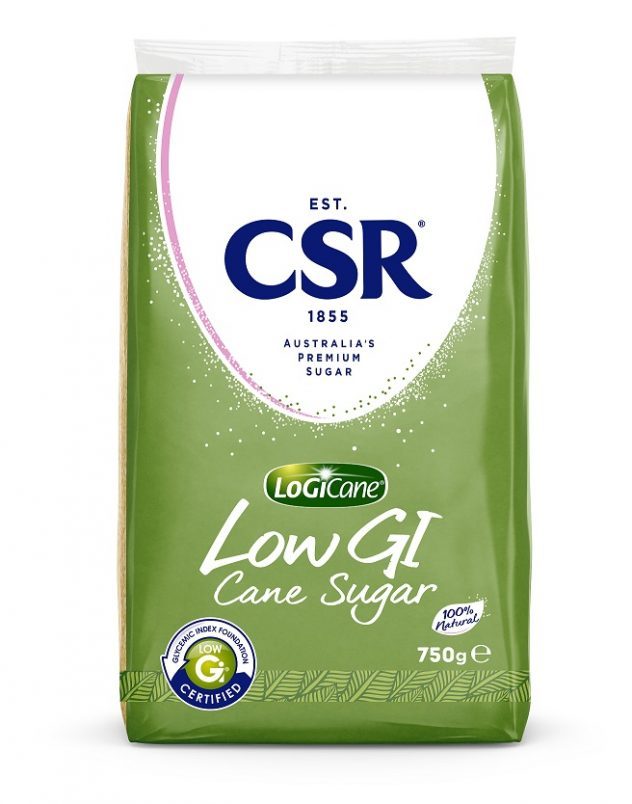 EST.
CSR®
1855
AUSTRALIA'S
PREMIUM
SUGAR
LoGiCane®
Low GI
Cane Sugar
100%
Natural
750g ℮
GLYCEMIC INDEX FOUNDATION
LOW
Gi
CERTIFIED